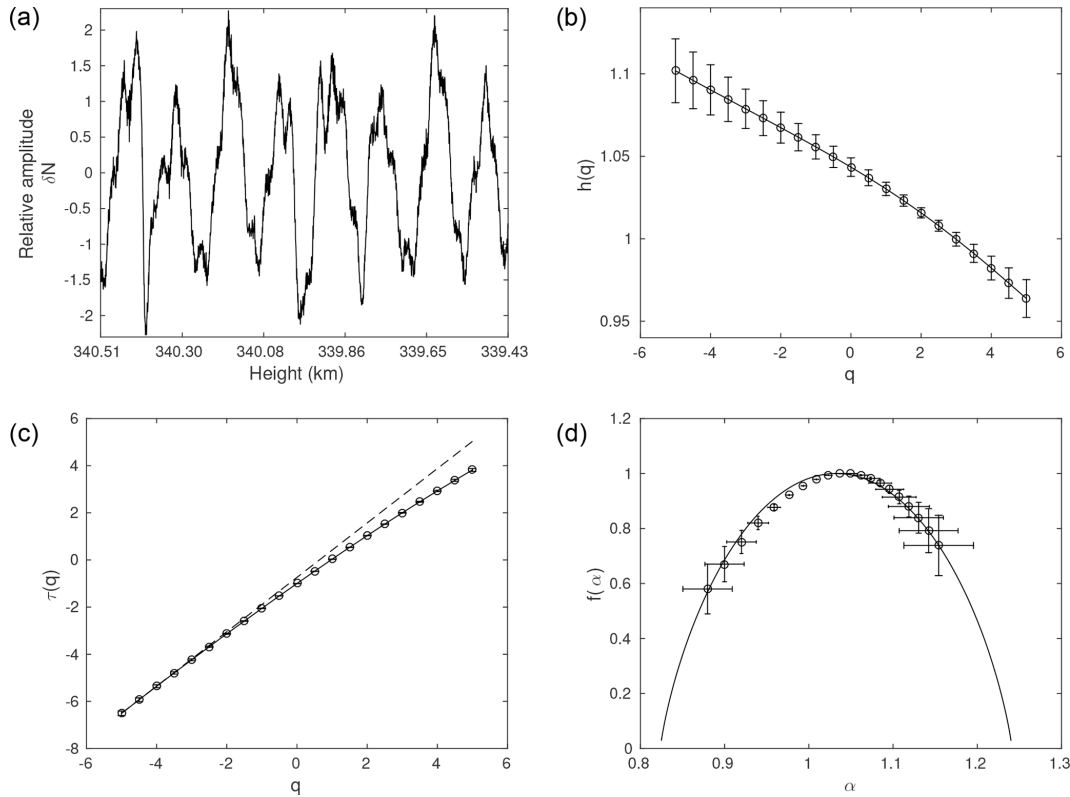 (a)
Relative amplitude
δN
2
1.5
1
0.5
0
-0.5
-1
-1.5
-2
340.51 340.30 340.08 339.86 339.65 339.43
Height (km)
(b)
h(q)
1.1
1.05
1
0.95
-6 -4 -2 0 2 4 6
q
(c)
τ(q)
6
4
2
0
-2
-4
-6
-8
-6 -4 -2 0 2 4 6
q
(d)
f(α)
1.2
1
0.8
0.6
0.4
0.2
0
0.8 0.9 1 1.1 1.2 1.3
α